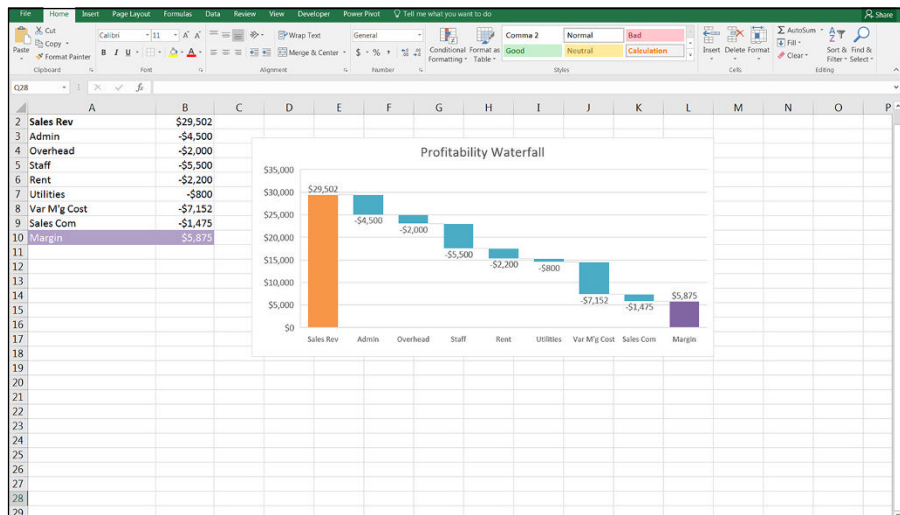 File Home Insert Page Layout Formulas Data Review View Developer Power Pivot Tell me what you want to do Share
Cut
Copy
Format Painter
Paste
Clipboard
Calibri 11
B I U
Font
Wrap Text
Merge & Center
Alignment
General
$ % ,
Number
Conditional Formatting
Format as Table
Comma 2 Normal Bad
Good Neutral Calculation
Styles
Insert Delete Format
Cells
AutoSum
Fill
Clear
Sort & Filter
Find & Select
Editing
Q28 fx
A B C D E F G H I J K L M N O P
2 Sales Rev $29,502
3 Admin -$4,500
4 Overhead -$2,000
5 Staff -$5,500
6 Rent -$2,200
7 Utilities -$800
8 Var M'g Cost -$7,152
9 Sales Com -$1,475
10 Margin $5,875
11
12
13
14
15
16
17
18
19
20
21
22
23
24
25
26
27
28
29
Profitability Waterfall
$35,000
$30,000
$25,000
$20,000
$15,000
$10,000
$5,000
$0
$29,502
-$4,500
-$2,000
-$5,500
-$2,200
-$800
-$7,152
-$1,475
$5,875
Sales Rev Admin Overhead Staff Rent Utilities Var M'g Cost Sales Com Margin